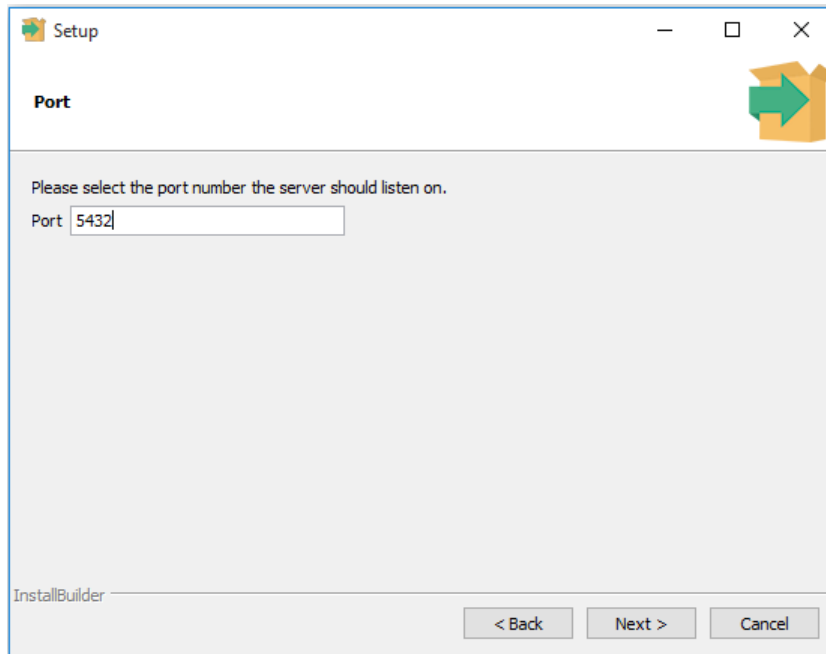 Setup
Port
Please select the port number the server should listen on.
Port 5432
InstallBuilder
< Back Next > Cancel